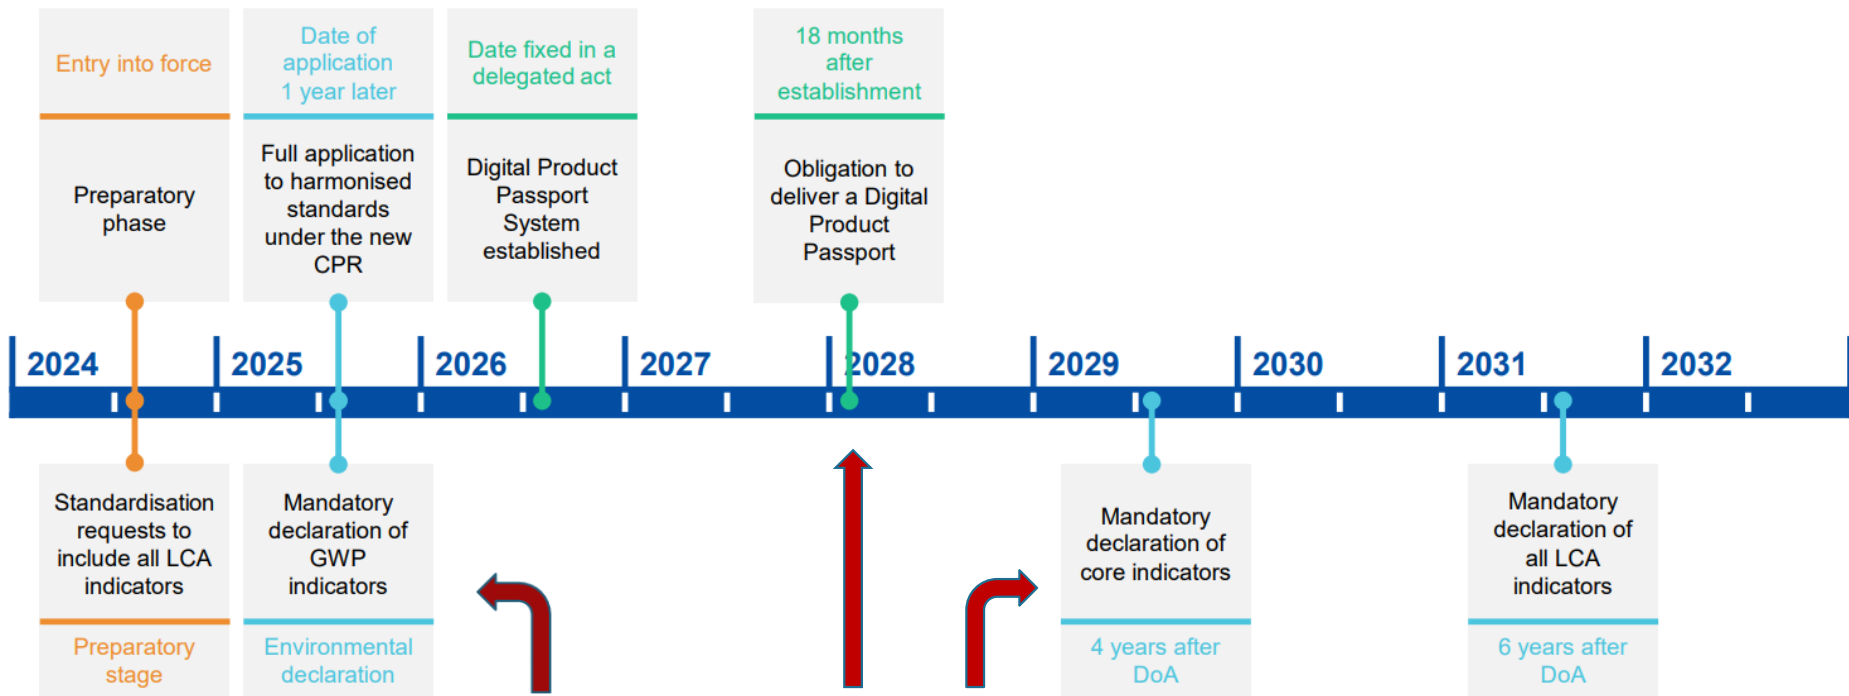 Entry into force
Preparatory
phase
Date of
application
1 year later
Full application
to harmonised
standards
under the new
CPR
Date fixed in a
delegated act
Digital Product
Passport
System
established
18 months
after
establishment
Obligation to
deliver a Digital
Product
Passport
2024
2025
2026
2027
2028
2029
2030
2031
2032
Standardisation
requests to
include all LCA
indicators
Preparatory
stage
Mandatory
declaration of
GWP
indicators
Environmental
declaration
Mandatory
declaration of
core indicators
4 years after
DoA
Mandatory
declaration of
all LCA
indicators
6 years after
DoA